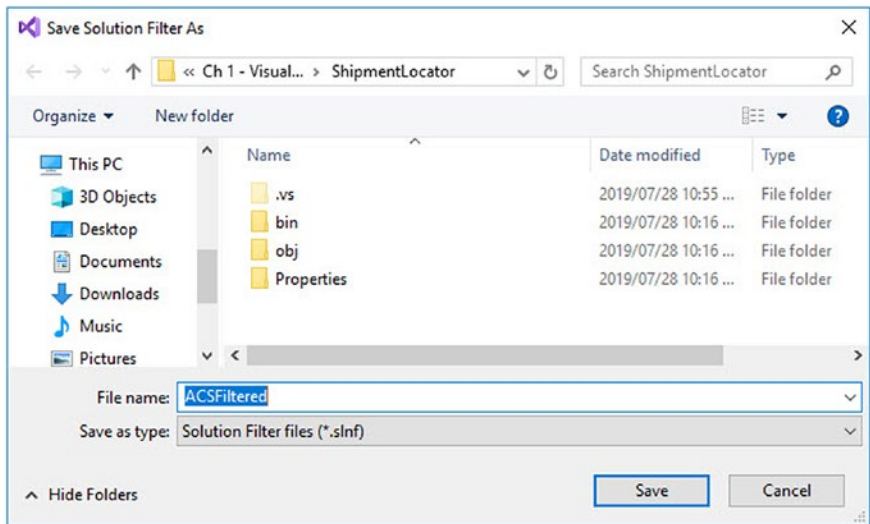 Save Solution Filter As
« Ch 1 - Visual... > ShipmentLocator
Search ShipmentLocator
Organize
New folder
Name
Date modified
Type
This PC
3D Objects
Desktop
Documents
Downloads
Music
Pictures
.vs
2019/07/28 10:55 ...
File folder
bin
2019/07/28 10:16 ...
File folder
obj
2019/07/28 10:16 ...
File folder
Properties
2019/07/28 10:16 ...
File folder
File name: ACSFiltered
Save as type: Solution Filter files (*.slnf)
Hide Folders
Save
Cancel